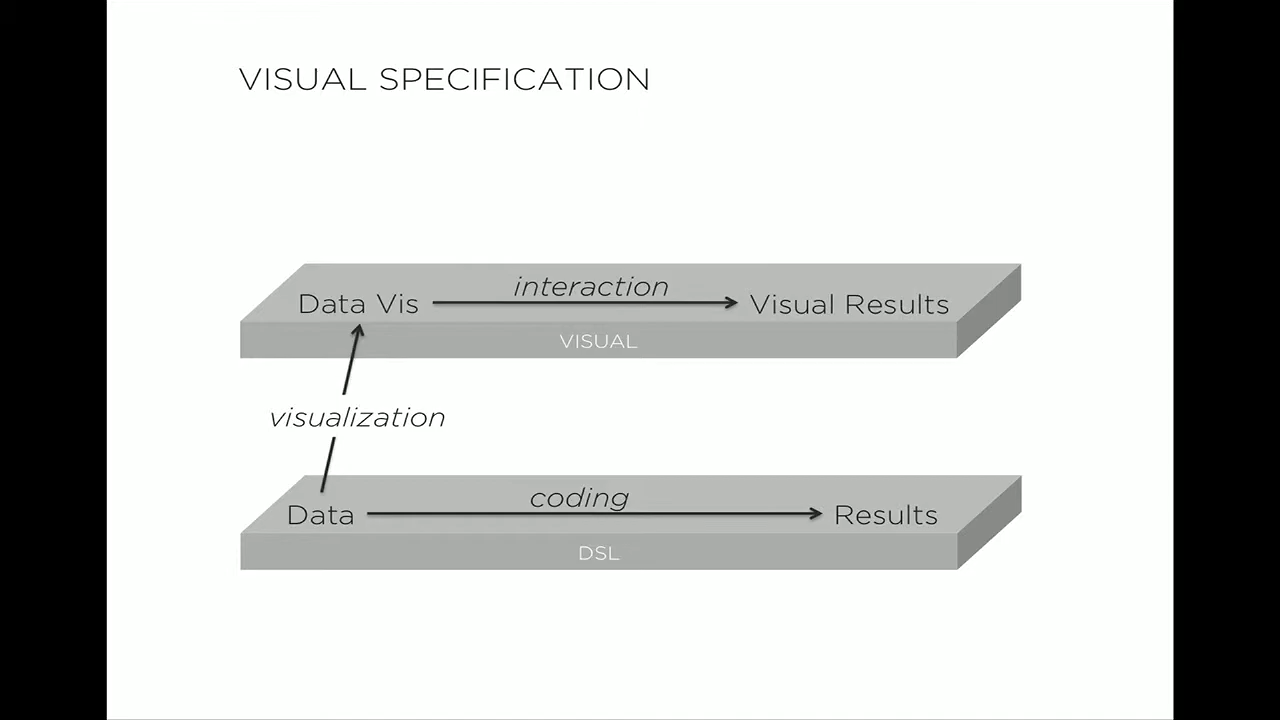 VISUAL SPECIFICATION
interaction
Data Vis
Visual Results
VISUAL
visualization
coding
Data
Results
DSL